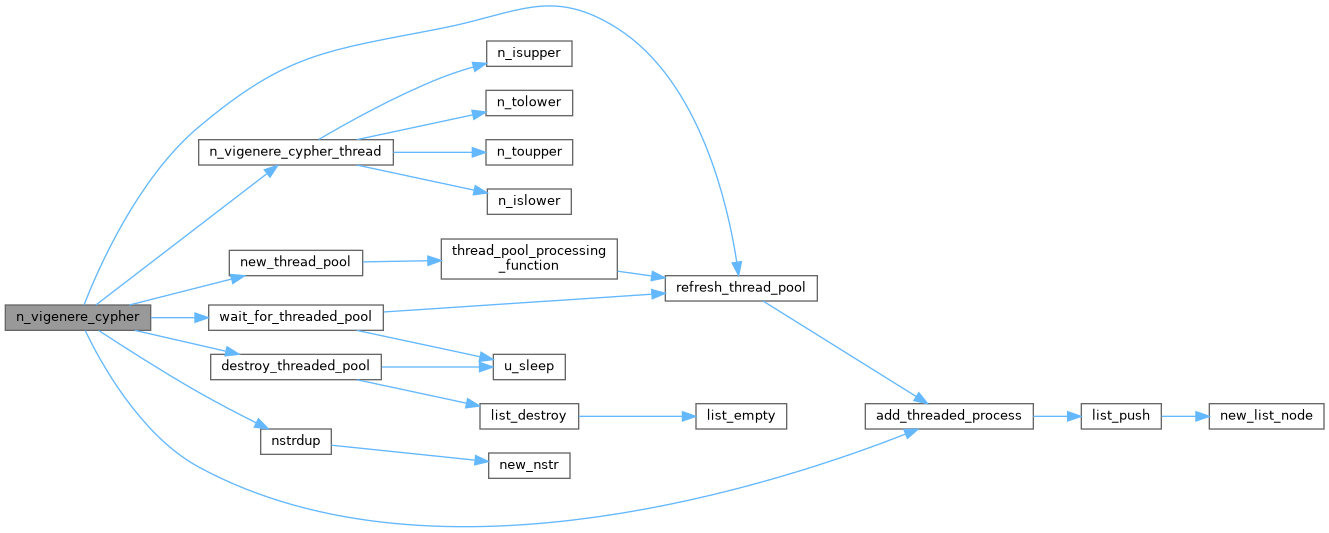 n_isupper
n_tolower
n_vigenere_cypher_thread
n_toupper
n_islower
new_thread_pool
thread_pool_processing
_function
refresh_thread_pool
n_vigenere_cypher
wait_for_threaded_pool
destroy_threaded_pool
u_sleep
list_destroy
list_empty
add_threaded_process
list_push
new_list_node
nstrdup
new_nstr